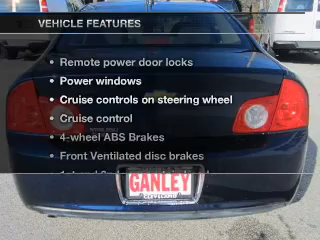 VEHICLE FEATURES
Remote power door locks
Power windows
Cruise controls on steering wheel
Cruise control
4-wheel ABS Brakes
Front Ventilated disc brakes
GANLEY